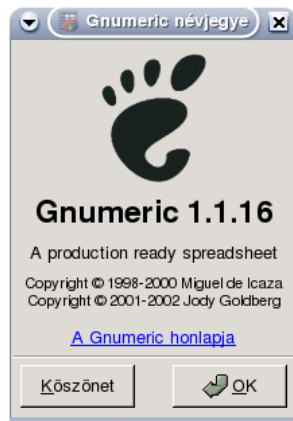 Gnumeric névjegye
Gnumeric 1.1.16
A production ready spreadsheet
Copyright © 1998-2000 Miguel de Icaza
Copyright © 2001-2002 Jody Goldberg
A Gnumeric honlapja
Köszönet
OK